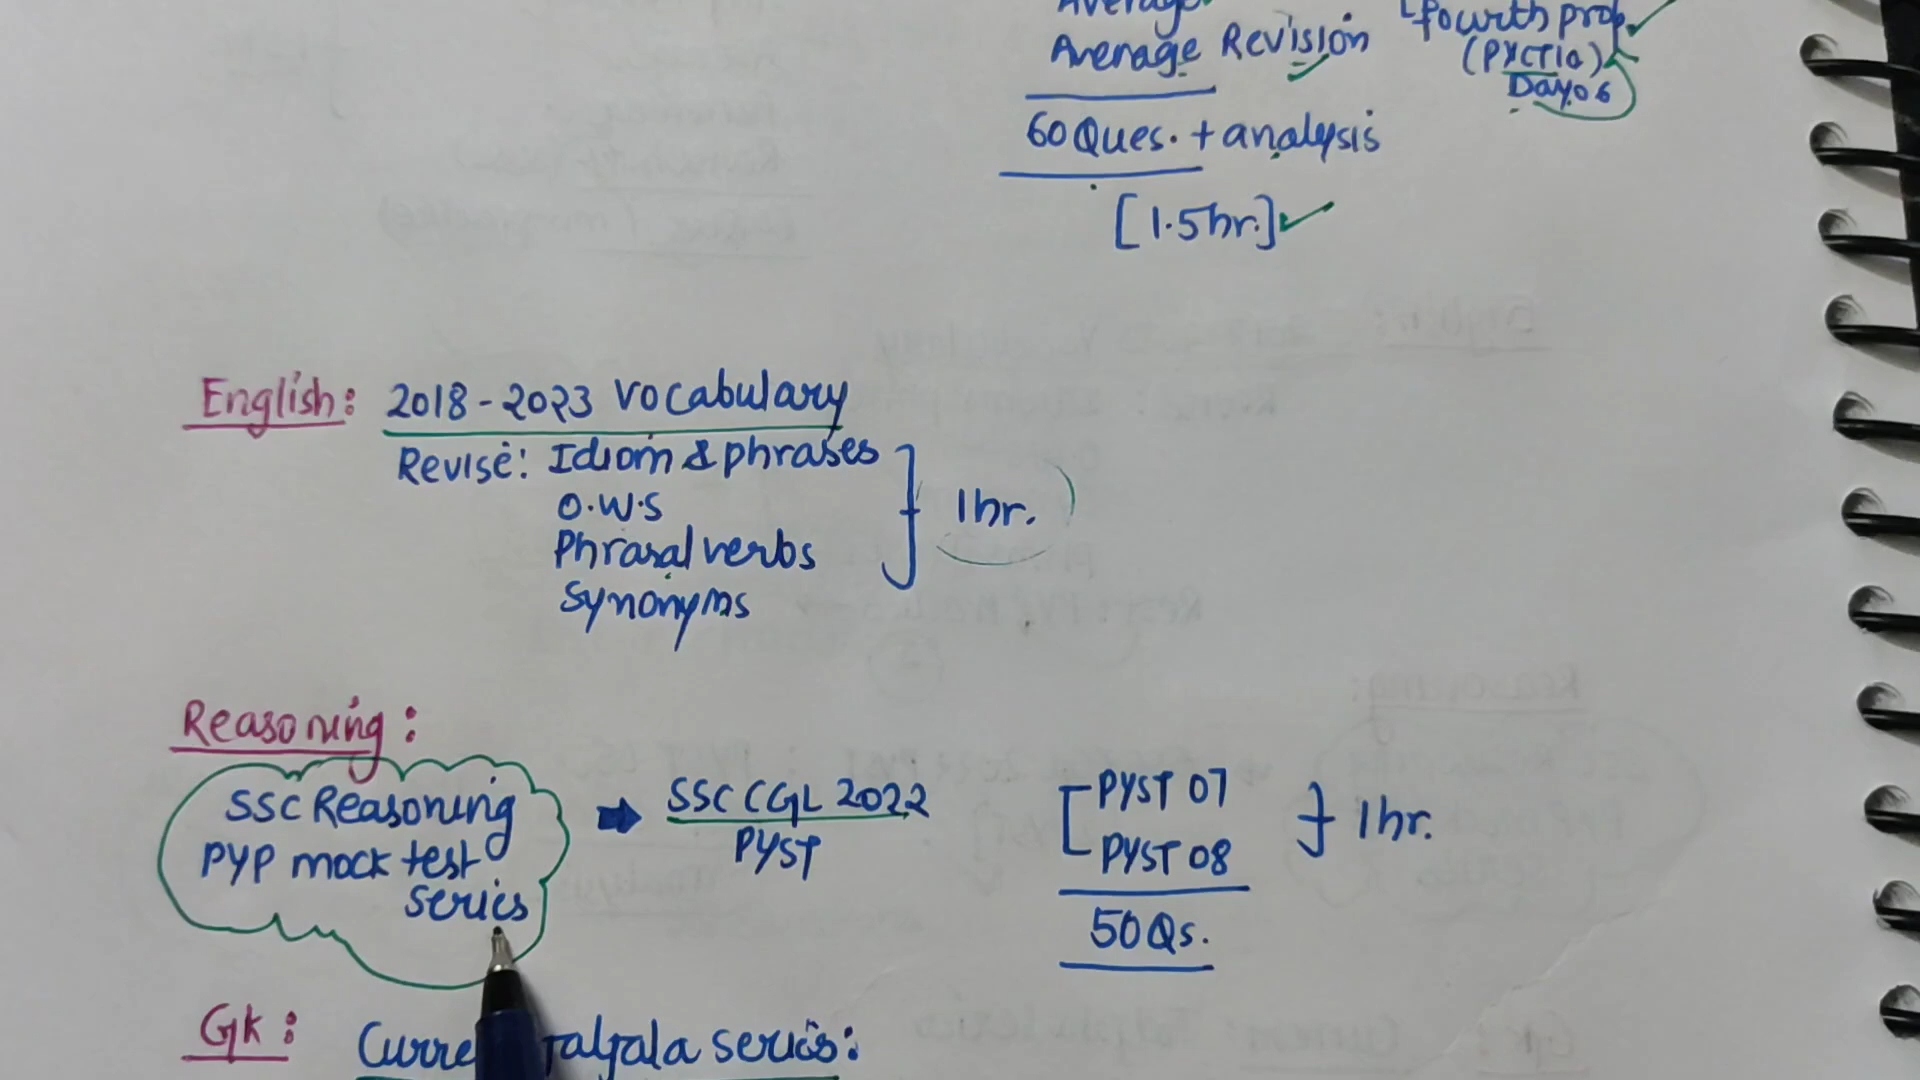 Average
Average Revision
fourth prop.
(PYCT10)
Day 06
60 Ques. + analysis
[1.5hr.]
English: 2018-2023 Vocabulary
Revise: Idiom & phrases
O.W.S
Phrasal verbs
Synonyms
1hr.
Reasoning:
SSC Reasoning
PYP mock test
series
SSC CGL 2022
PYST
PYST 07
PYST 08
1hr.
50Qs.
GK: series: